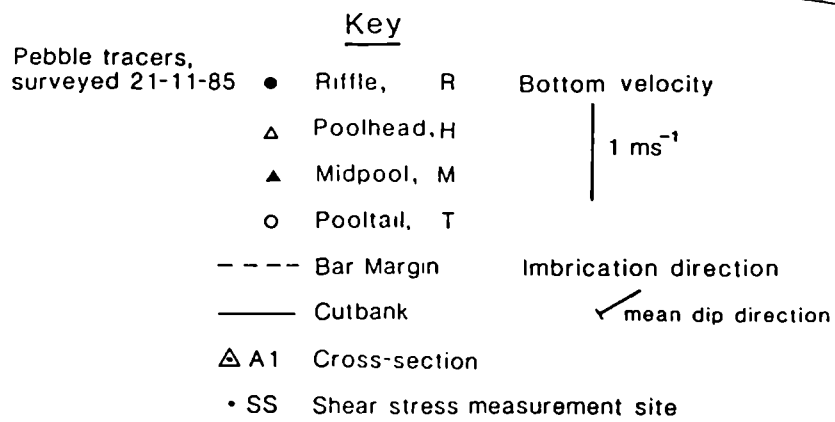 Key
Pebble tracers,
surveyed 21-11-85
Riffle, R
Poolhead, H
Midpool, M
Pooltail, T
Bar Margin
Cutbank
A1 Cross-section
SS Shear stress measurement site
Bottom velocity
1 ms⁻¹
Imbrication direction
mean dip direction